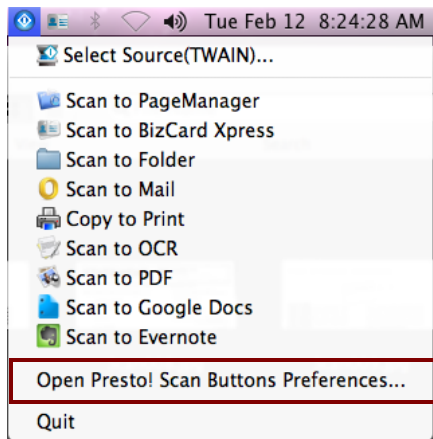 Tue Feb 12 8:24:28 AM
Select Source(TWAIN)...
Scan to PageManager
Scan to BizCard Xpress
Scan to Folder
Scan to Mail
Copy to Print
Scan to OCR
Scan to PDF
Scan to Google Docs
Scan to Evernote
Open Presto! Scan Buttons Preferences...
Quit